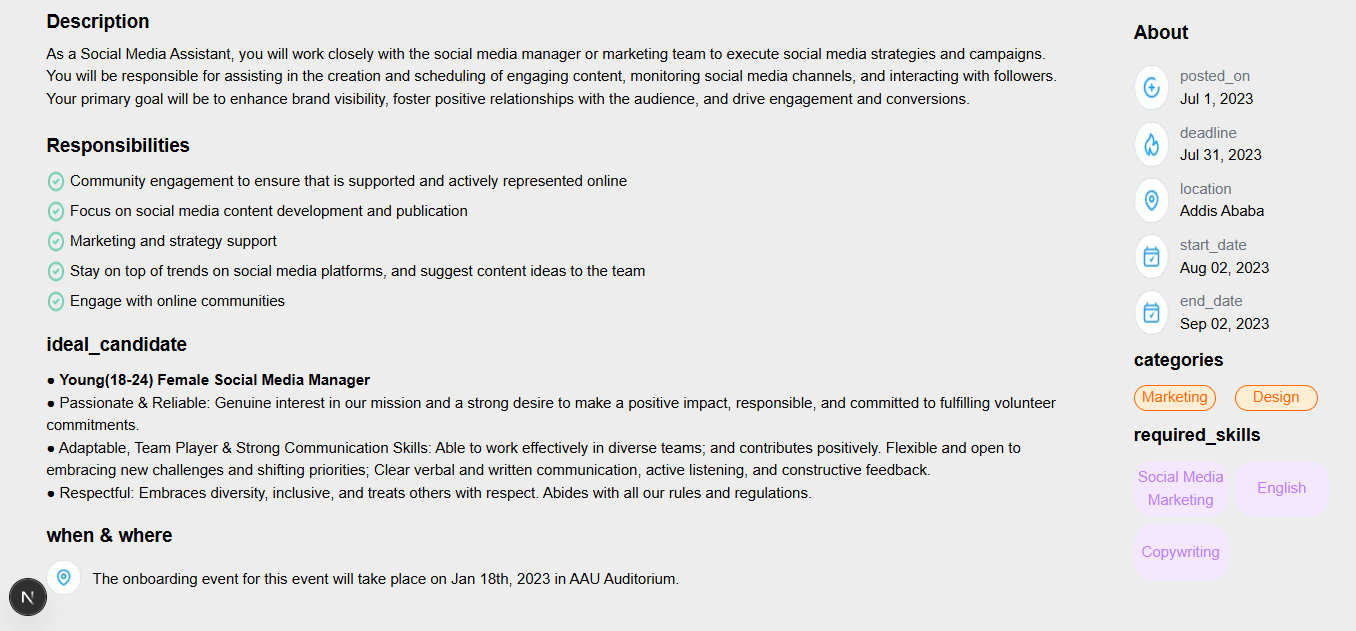 Description
As a Social Media Assistant, you will work closely with the social media manager or marketing team to execute social media strategies and campaigns.
You will be responsible for assisting in the creation and scheduling of engaging content, monitoring social media channels, and interacting with followers.
Your primary goal will be to enhance brand visibility, foster positive relationships with the audience, and drive engagement and conversions.
Responsibilities
Community engagement to ensure that is supported and actively represented online
Focus on social media content development and publication
Marketing and strategy support
Stay on top of trends on social media platforms, and suggest content ideas to the team
Engage with online communities
ideal_candidate
● Young(18-24) Female Social Media Manager
● Passionate & Reliable: Genuine interest in our mission and a strong desire to make a positive impact, responsible, and committed to fulfilling volunteer
commitments.
● Adaptable, Team Player & Strong Communication Skills: Able to work effectively in diverse teams; and contributes positively. Flexible and open to
embracing new challenges and shifting priorities; Clear verbal and written communication, active listening, and constructive feedback.
● Respectful: Embraces diversity, inclusive, and treats others with respect. Abides with all our rules and regulations.
when & where
The onboarding event for this event will take place on Jan 18th, 2023 in AAU Auditorium.
N
About
posted_on
Jul 1, 2023
deadline
Jul 31, 2023
location
Addis Ababa
start_date
Aug 02, 2023
end_date
Sep 02, 2023
categories
Marketing
Design
required_skills
Social Media
Marketing
English
Copywriting